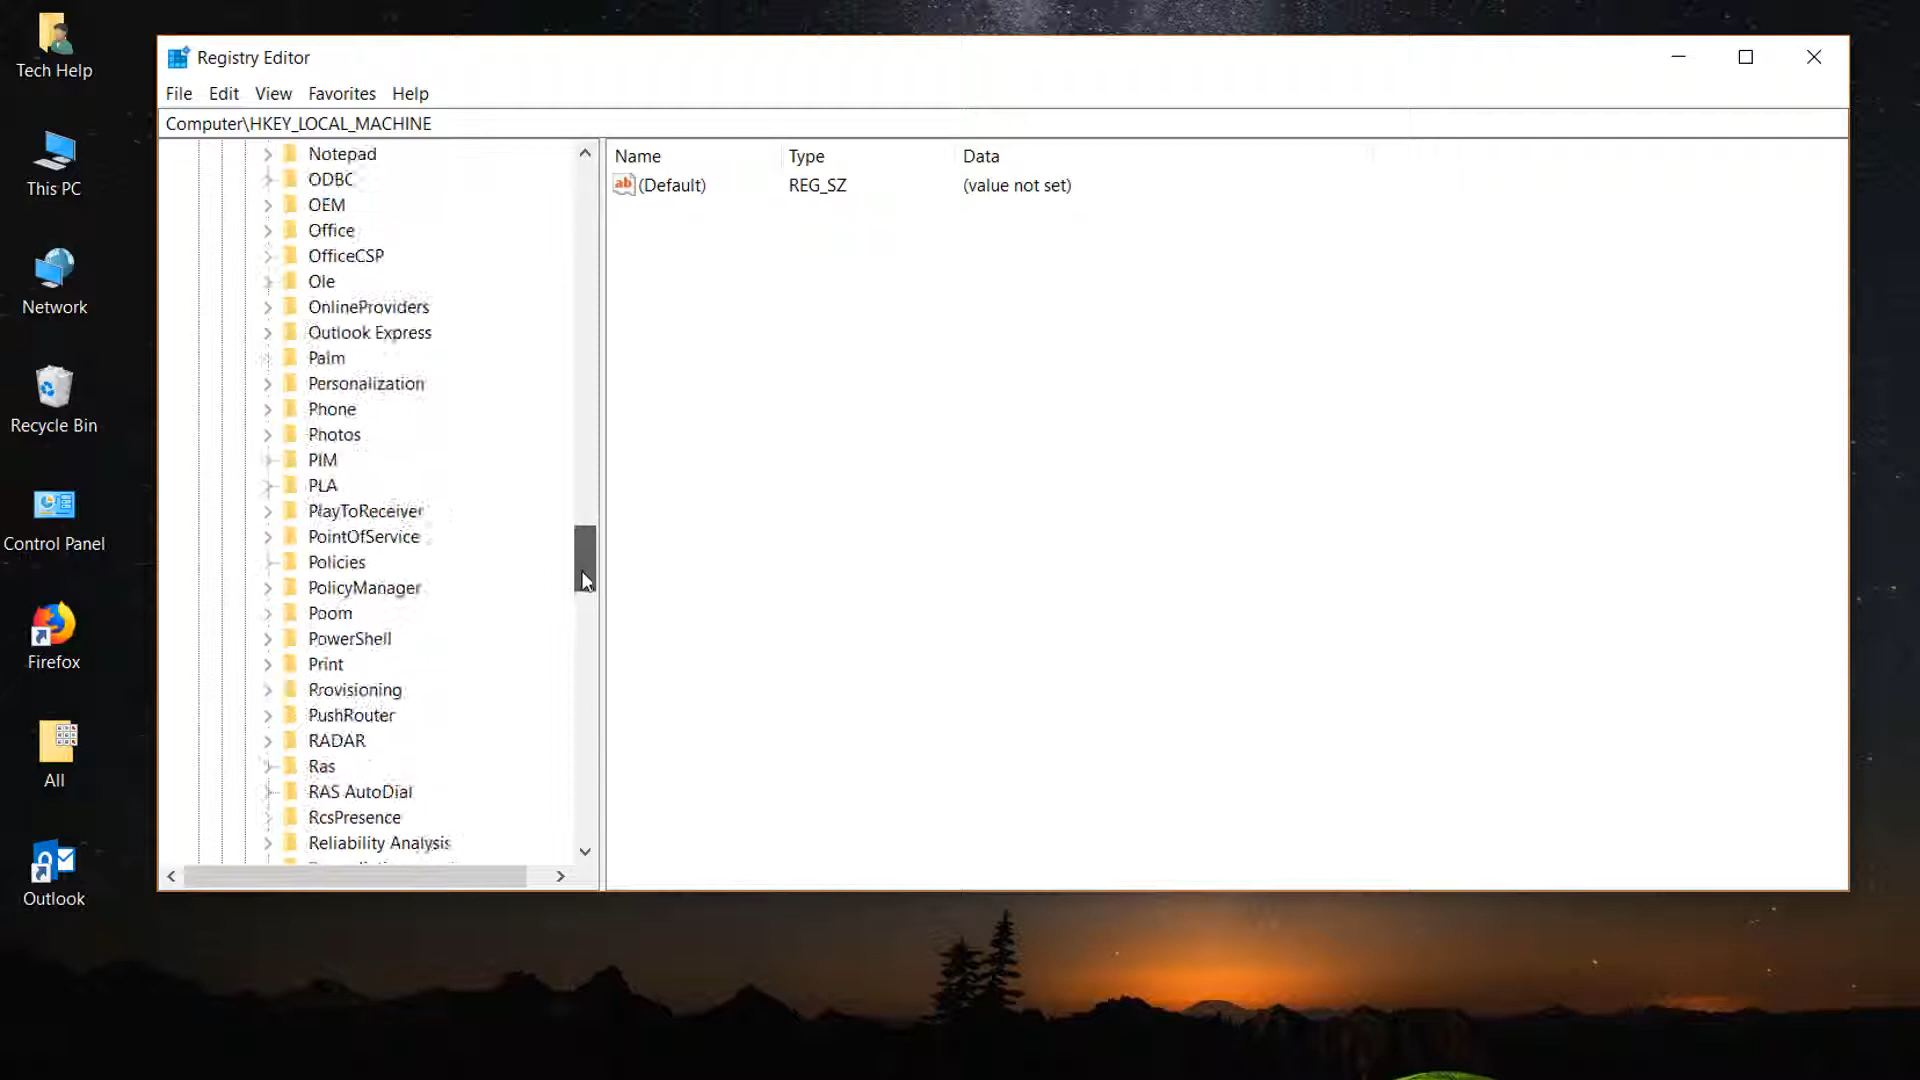 Tech Help
This PC
Network
Recycle Bin
Control Panel
Firefox
All
Outlook
Registry Editor
File Edit View Favorites Help
Computer\HKEY_LOCAL_MACHINE
Notepad
ODBC
OEM
Office
OfficeCSP
Ole
OnlineProviders
Outlook Express
Palm
Personalization
Phone
Photos
PIM
PLA
PlayToReceiver
PointOfService
Policies
PolicyManager
Poom
PowerShell
Print
Provisioning
PushRouter
RADAR
Ras
RAS AutoDial
RcsPresence
Reliability Analysis
Name Type Data
ab (Default) REG_SZ (value not set)